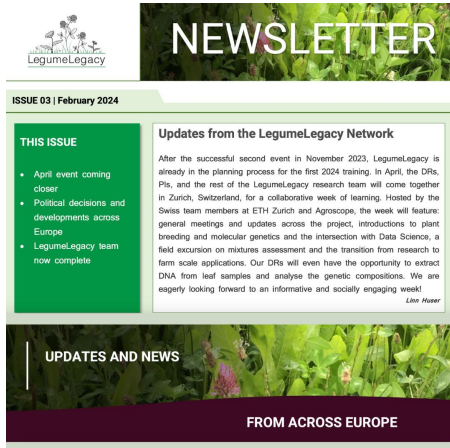 LegumeLegacy
NEWSLETTER
ISSUE 03 | February 2024
THIS ISSUE
• April event coming
closer
• Political decisions and
developments across
Europe
• LegumeLegacy team
now complete
Updates from the LegumeLegacy Network
After the successful second event in November 2023, LegumeLegacy is
already in the planning process for the first 2024 training. In April, the DRs,
PIs, and the rest of the LegumeLegacy research team will come together
in Zurich, Switzerland, for a collaborative week of learning. Hosted by the
Swiss team members at ETH Zurich and Agroscope, the week will feature:
general meetings and updates across the project, introductions to plant
breeding and molecular genetics and the intersection with Data Science, a
field excursion on mixtures assessment and the transition from research to
farm scale applications. Our DRs will even have the opportunity to extract
DNA from leaf samples and analyse the genetic compositions. We are
eagerly looking forward to an informative and socially engaging week!
Linn Huser
UPDATES AND NEWS
FROM ACROSS EUROPE